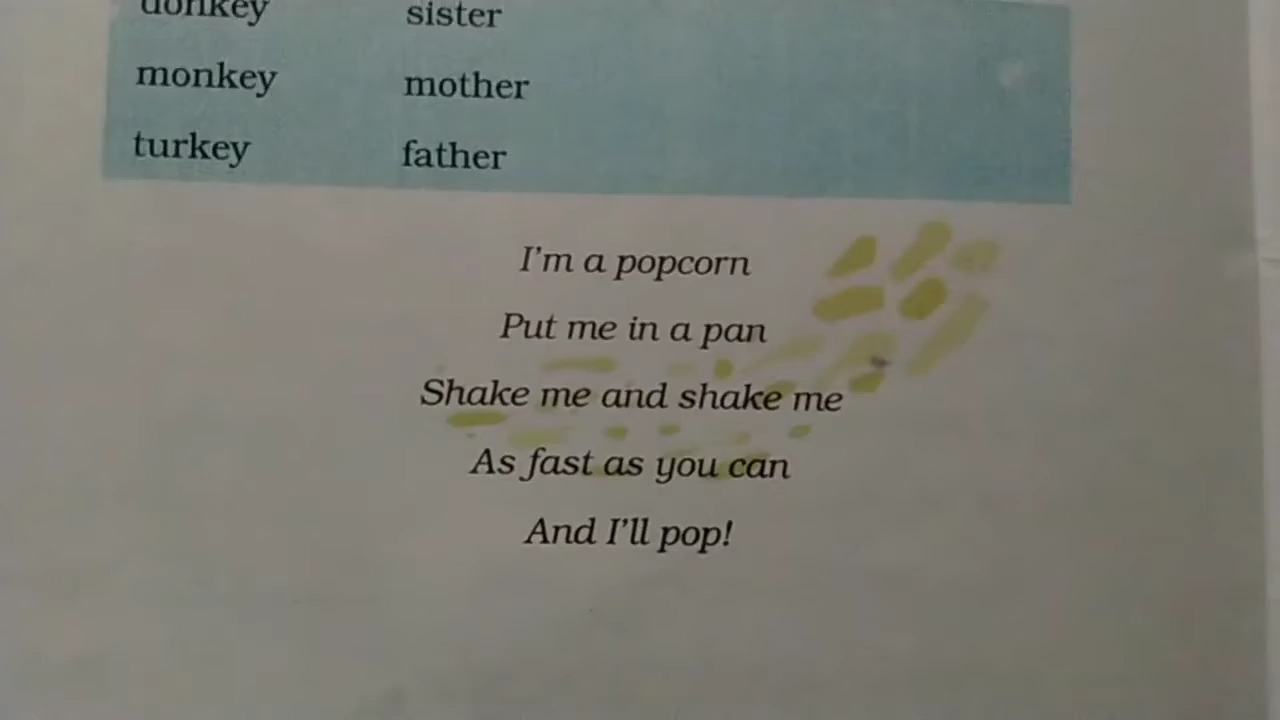 donkey sister
monkey mother
turkey father
I'm a popcorn
Put me in a pan
Shake me and shake me
As fast as you can
And I'll pop!